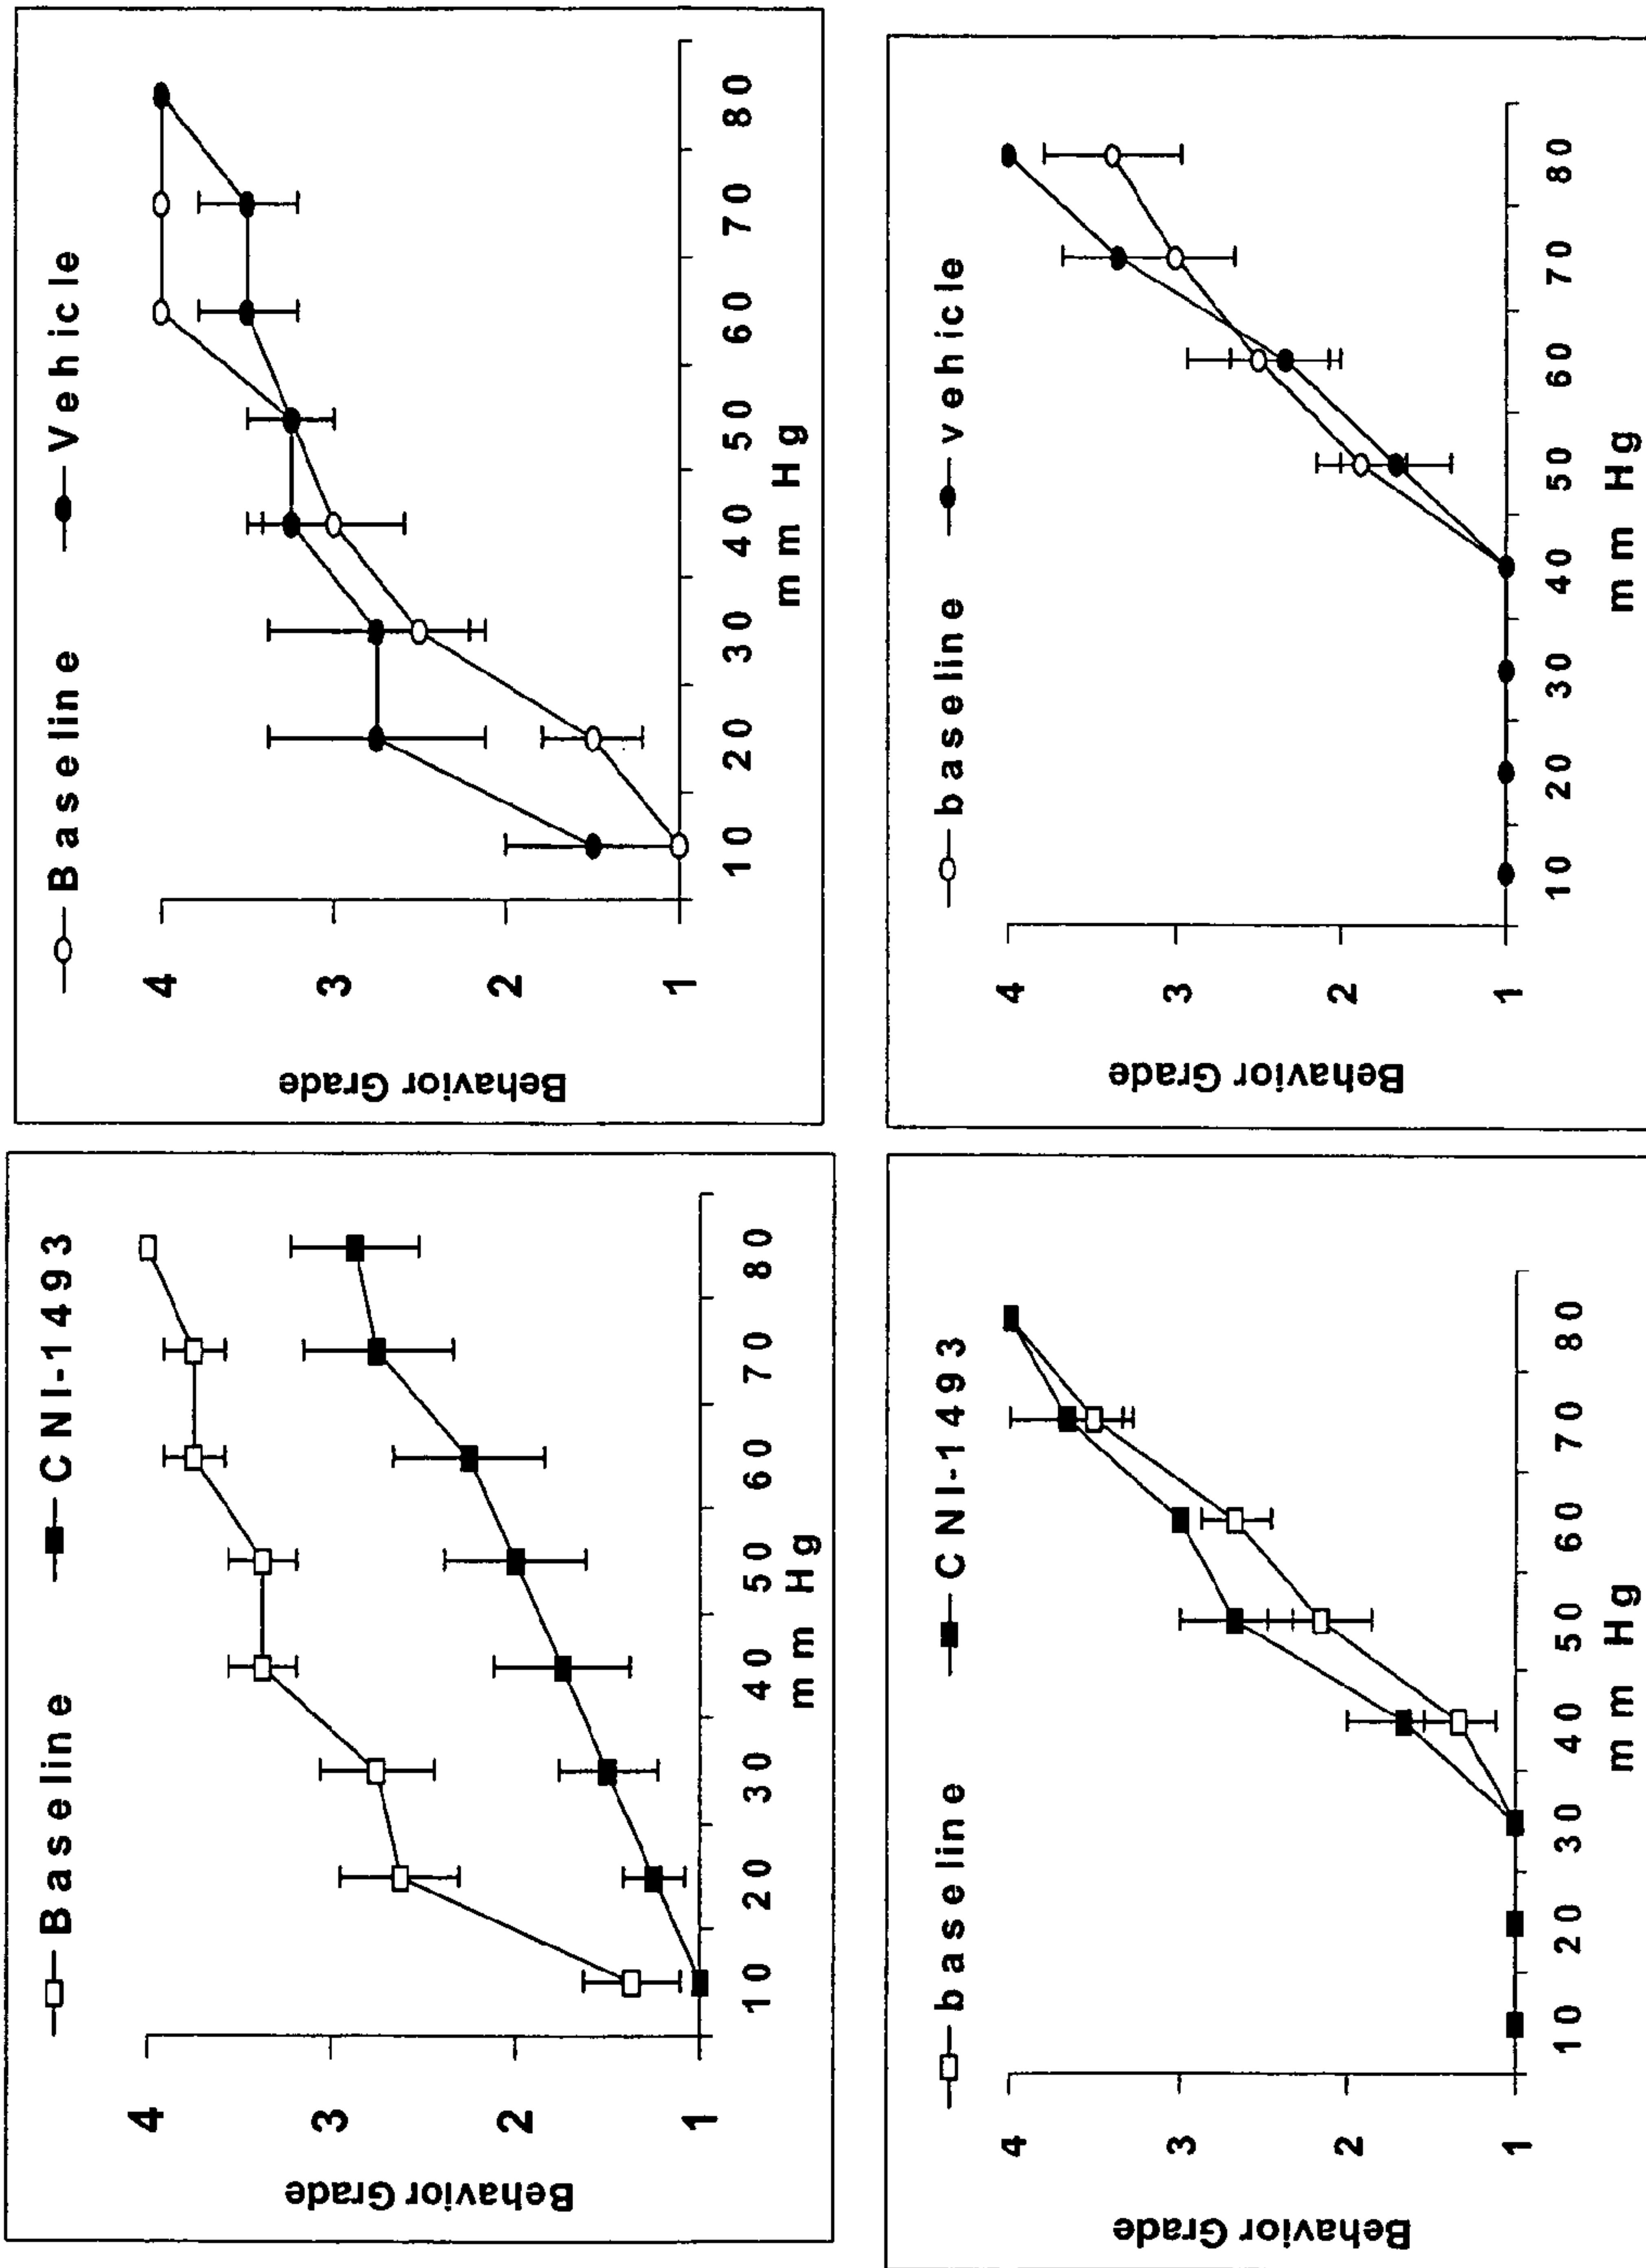 Baseline CNI-1493
4
3
2
1
Behavior Grade
10 20 30 40 50 60 70 80
mm Hg
Baseline Vehicle
4
3
2
1
Behavior Grade
10 20 30 40 50 60 70 80
mm Hg
baseline CNI-1493
4
3
2
1
Behavior Grade
10 20 30 40 50 60 70 80
mm Hg
baseline vehicle
4
3
2
1
Behavior Grade
10 20 30 40 50 60 70 80
mm Hg